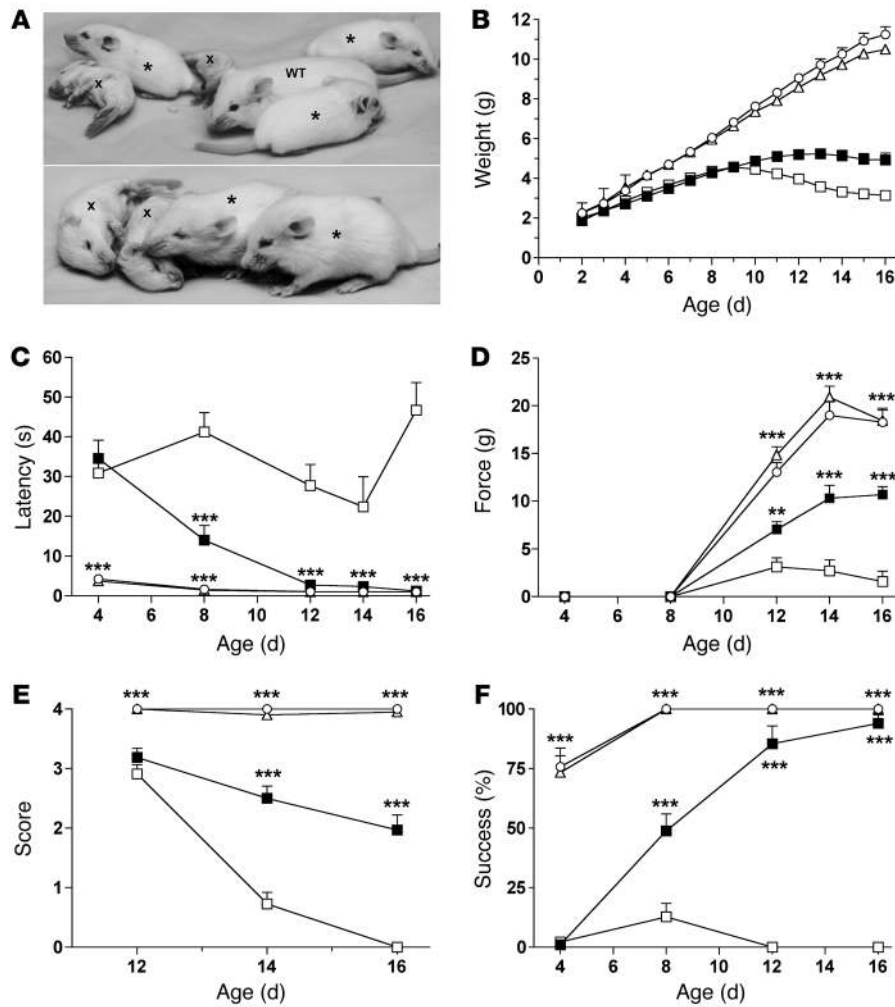 A
*
x
*
x
WT
*
x
x
*
*
B
Weight (g)
12
10
8
6
4
2
0
0 2 4 6 8 10 12 14 16
Age (d)
C
Latency (s)
60
50
40
30
20
10
0
*** *** *** *** ***
4 6 8 10 12 14 16
Age (d)
D
Force (g)
25
20
15
10
5
0
*** *** ***
** *** ***
4 6 8 10 12 14 16
Age (d)
E
Score
4
3
2
1
0
*** *** ***
*** ***
12 14 16
Age (d)
F
Success (%)
100
75
50
25
0
*** *** *** ***
*** *** ***
4 6 8 10 12 14 16
Age (d)